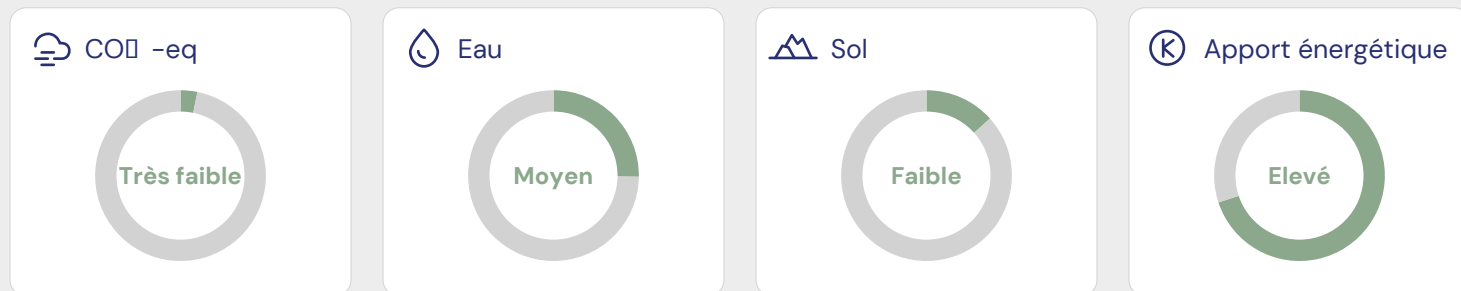 CO▯ -eq
Eau
Sol
Apport énergétique
Très faible
Moyen
Faible
Elevé